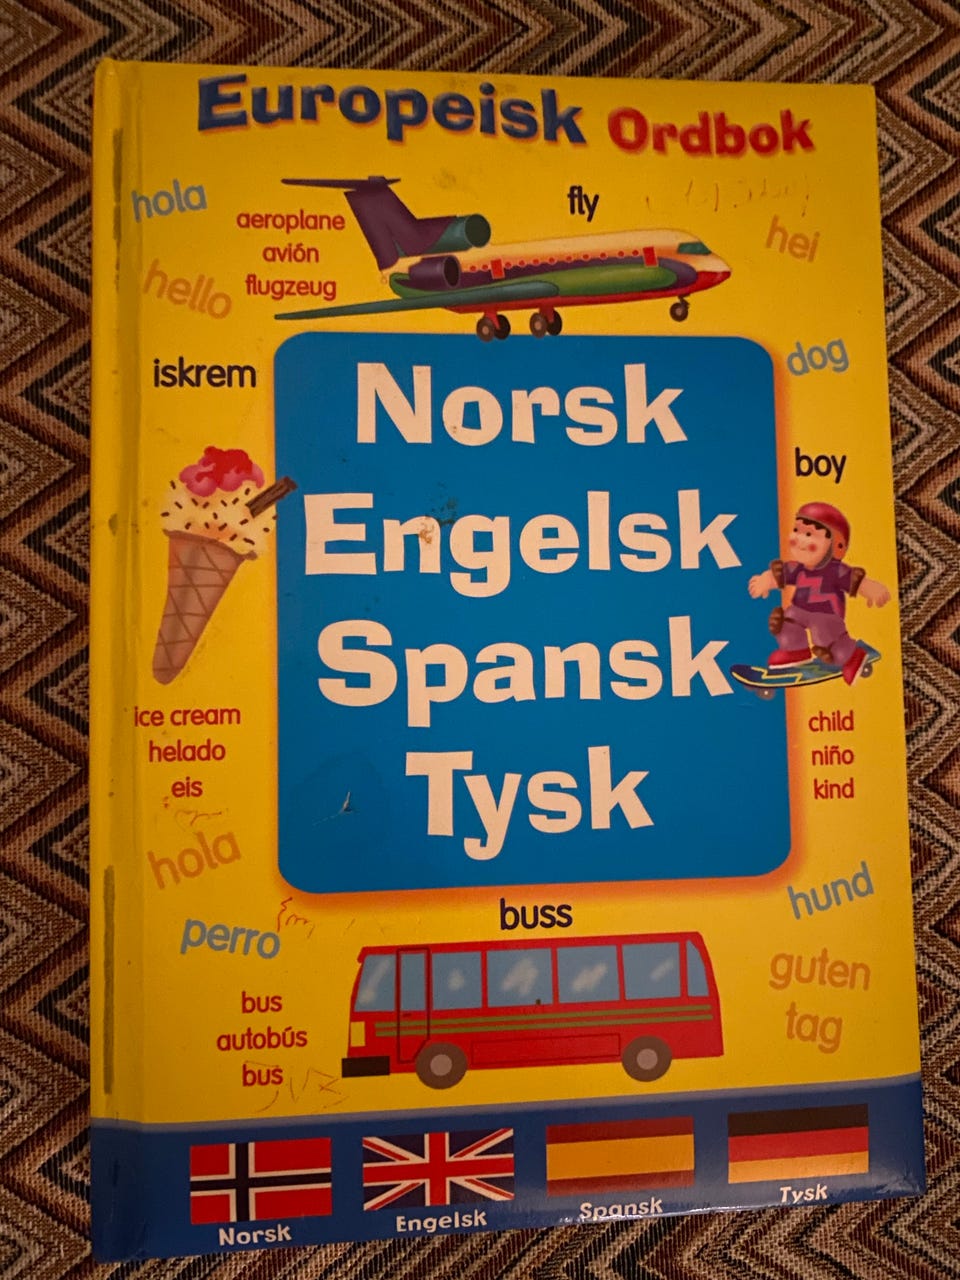 Europeisk Ordbok
hola
aeroplane
avión
flugzeug
fly
hei
hello
iskrem
dog
boy
Norsk
Engelsk
Spansk
Tysk
ice cream
helado
eis
child
niño
kind
hola
perro
hund
buss
guten
tag
bus
autobús
bus
Norsk
Engelsk
Spansk
Tysk